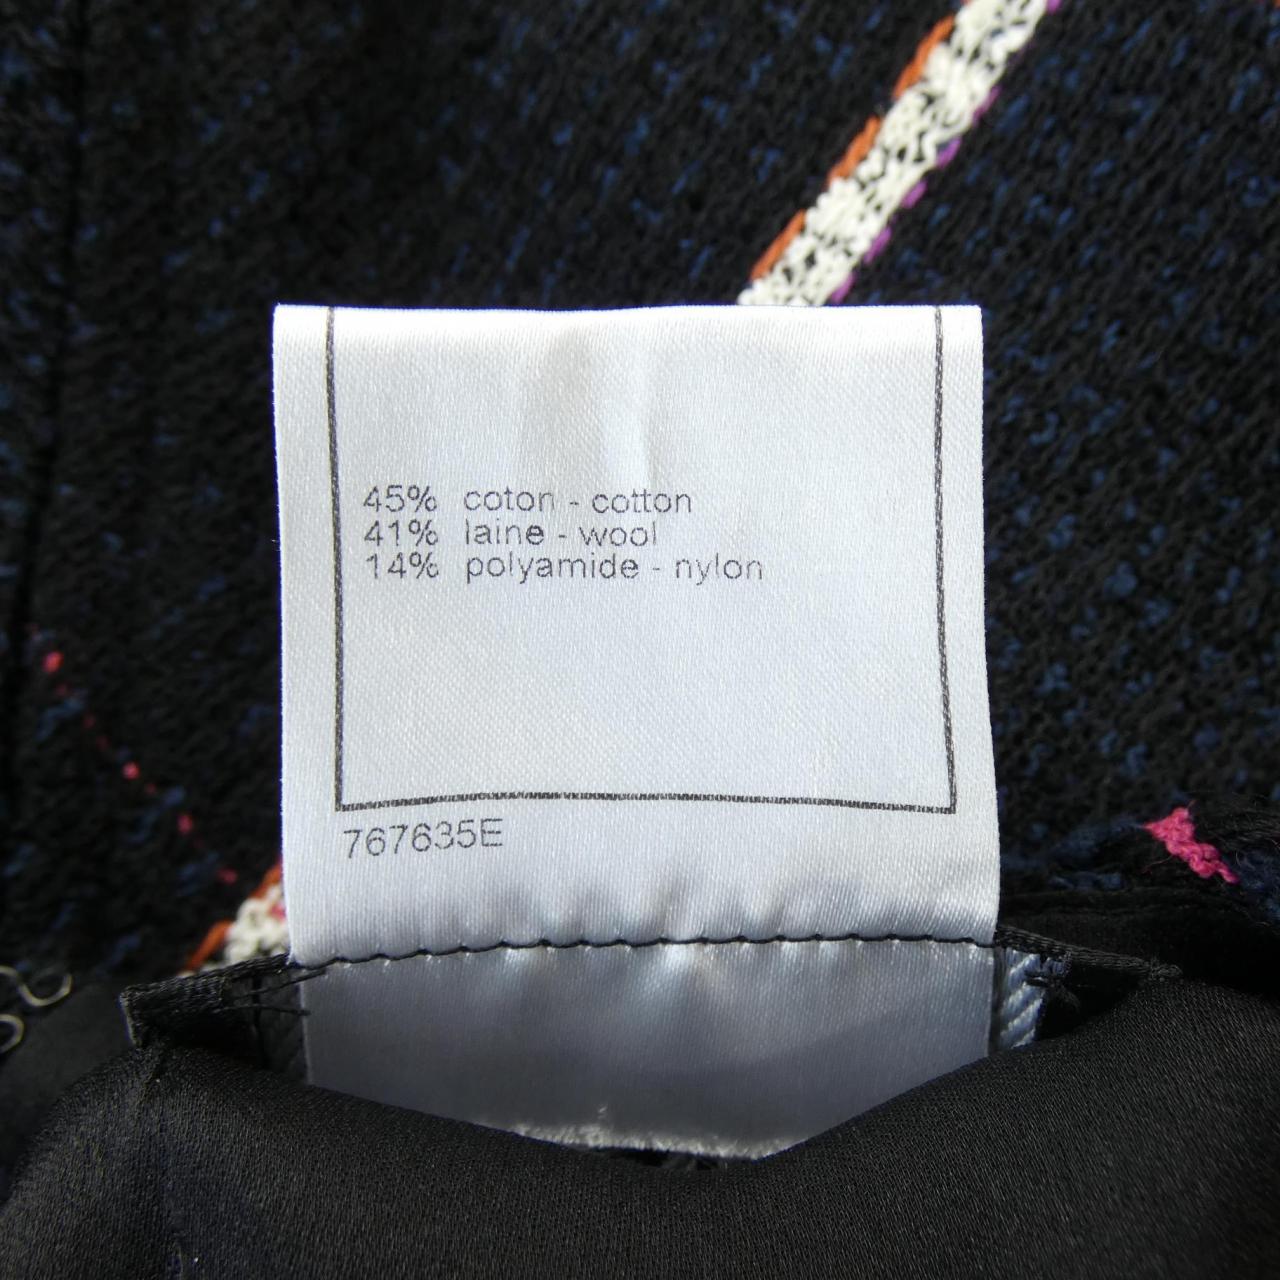 45% coton - cotton
41% laine - wool
14% polyamide - nylon
767635E